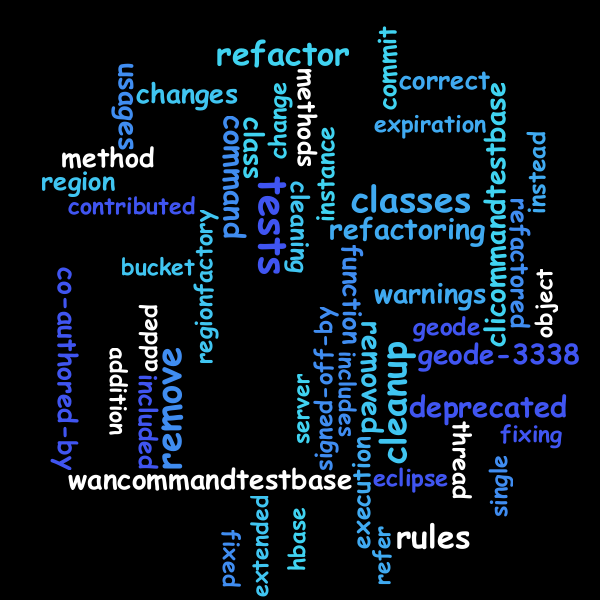 refactor
commit
correct
usages
changes
methods
change
expiration
clicommandtestbase
command
class
instance
instead
method
region
contributed
tests
cleaning
classes
refactoring
refactored
regionfactory
bucket
function
warnings
object
co-authored-by
added
signed-off-by
geode
removed
cleanup
geode-3338
addition
included
remove
includes
server
deprecated
thread
fixing
wancommandtestbase
execution
eclipse
single
extended
hbase
fixed
refer
rules